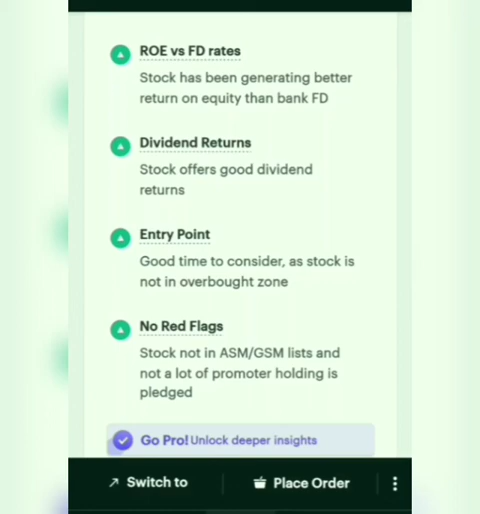 ROE vs FD rates
Stock has been generating better
return on equity than bank FD
Dividend Returns
Stock offers good dividend
returns
Entry Point
Good time to consider, as stock is
not in overbought zone
No Red Flags
Stock not in ASM/GSM lists and
not a lot of promoter holding is
pledged
Go Pro! Unlock deeper insights
Switch to
Place Order